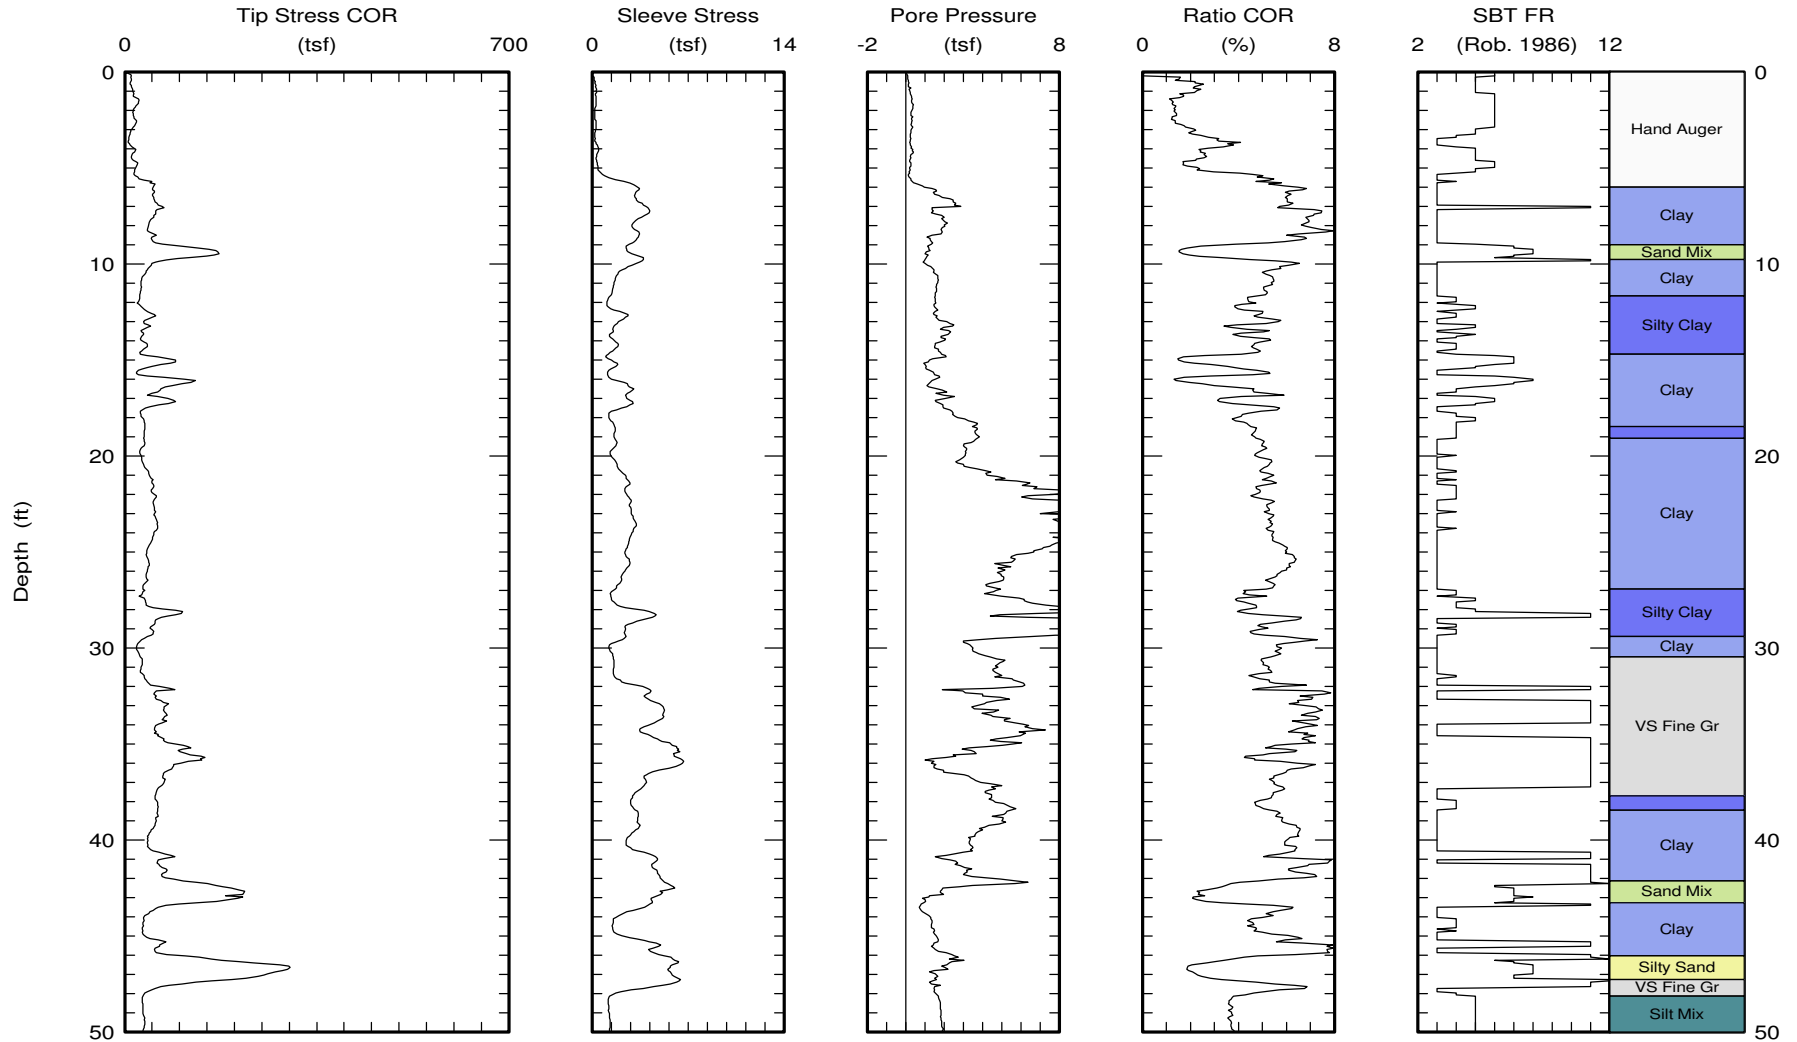 Tip Stress COR Sleeve Stress Pore Pressure Ratio COR SBT FR
0 (tsf) 700 0 (tsf) 14 -2 (tsf) 8 0 (%) 8 2 (Rob. 1986) 12
0 0
Hand Auger
Clay
Sand Mix
10 10
Clay
Silty Clay
Clay
20 20
Clay
Depth (ft)
Silty Clay
30 Clay 30
VS Fine Gr
40 40
Clay
Sand Mix
Clay
Silty Sand
VS Fine Gr
Silt Mix
50 50